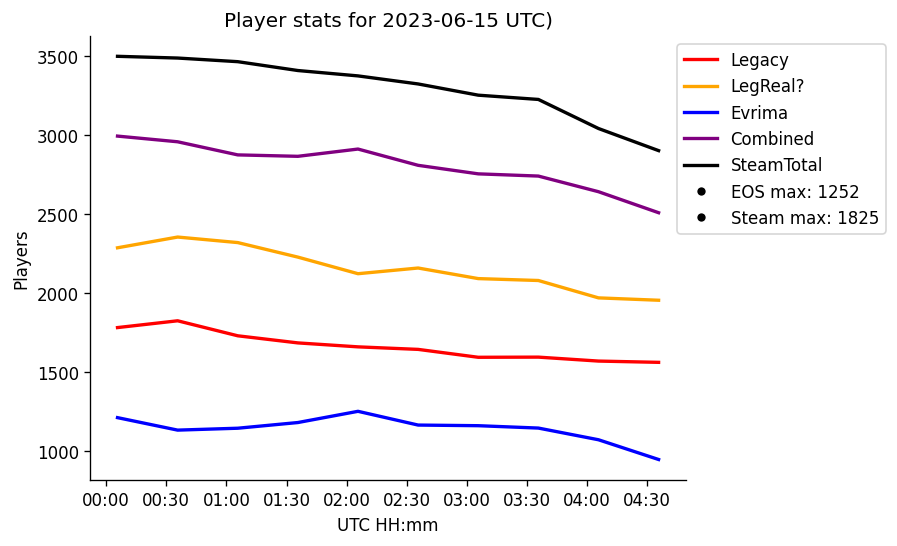 Player stats for 2023-06-15 UTC)
Players
3500
3000
2500
2000
1500
1000
00:00 00:30 01:00 01:30 02:00 02:30 03:00 03:30 04:00 04:30
UTC HH:mm
Legacy
LegReal?
Evrima
Combined
SteamTotal
EOS max: 1252
Steam max: 1825